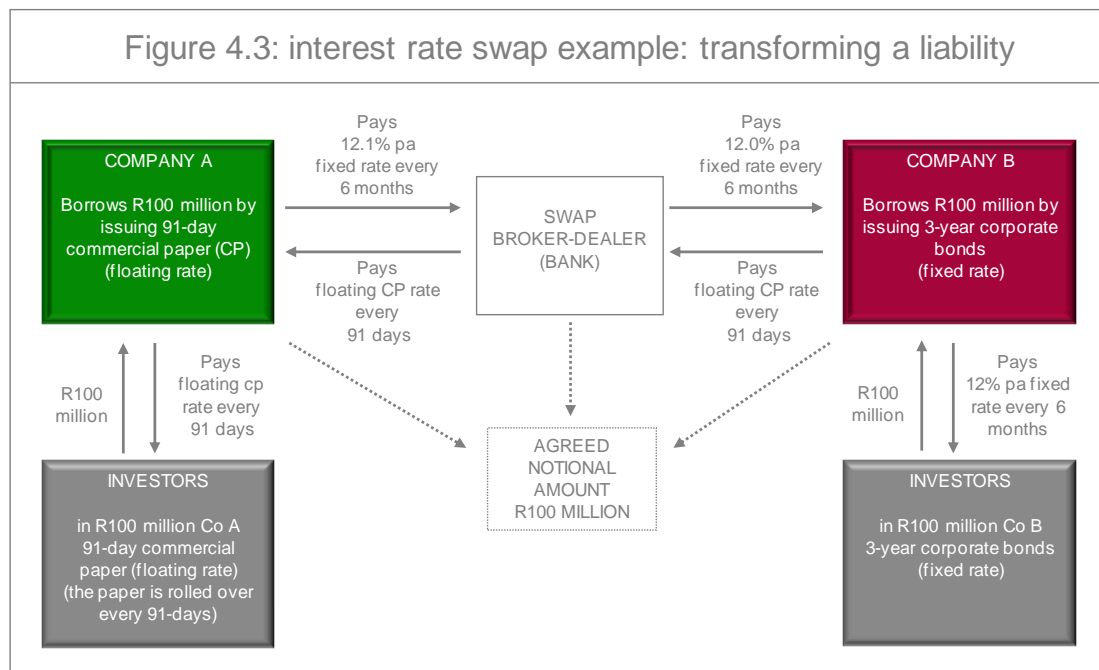 Figure 4.3: interest rate swap example: transforming a liability
COMPANY A
Borrows R100 million by
issuing 91-day
commercial paper (CP)
(floating rate)
Pays
12.1% pa
fixed rate every
6 months
Pays
floating CP rate
every
91 days
SWAP
BROKER-DEALER
(BANK)
Pays
12.0% pa
fixed rate every
6 months
Pays
floating CP rate
every
91 days
COMPANY B
Borrows R100 million by
issuing 3-year corporate
bonds
(fixed rate)
R100
million
Pays
floating cp
rate every
91 days
AGREED
NOTIONAL
AMOUNT
R100 MILLION
R100
million
Pays
12% pa fixed
rate every 6
months
INVESTORS
in R100 million Co A
91-day commercial
paper (floating rate)
(the paper is rolled over
every 91-days)
INVESTORS
in R100 million Co B
3-year corporate bonds
(fixed rate)